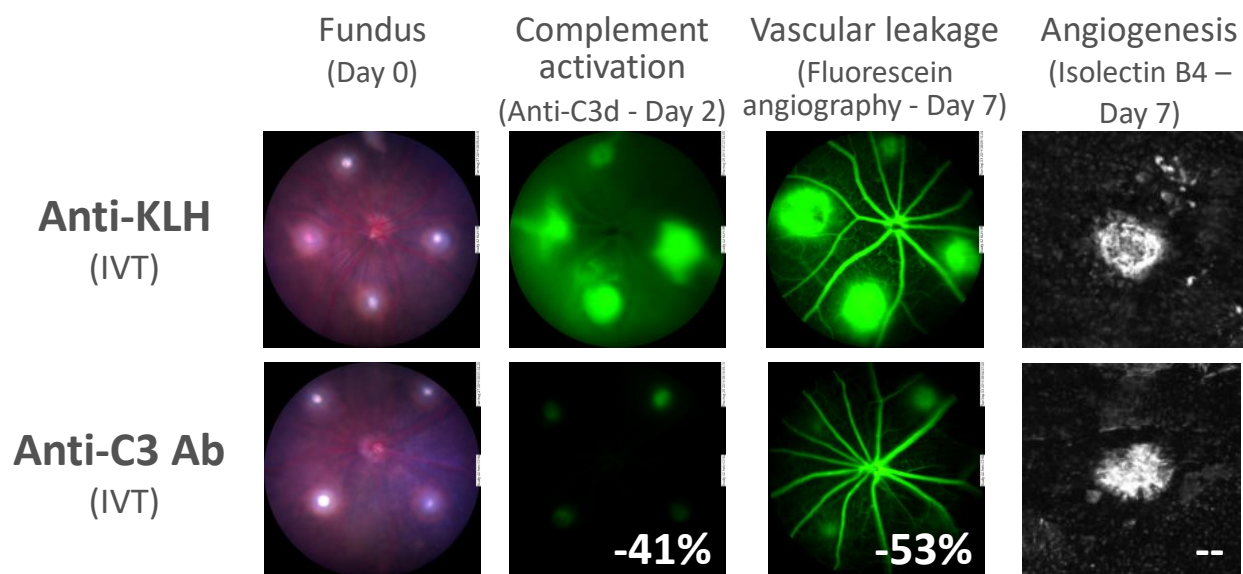 Fundus
(Day 0)
Complement
activation
(Anti-C3d - Day 2)
Vascular leakage
(Fluorescein
angiography - Day 7)
Angiogenesis
(Isolectin B4 –
Day 7)
Anti-KLH
(IVT)
Anti-C3 Ab
(IVT)
-41%
-53%
--